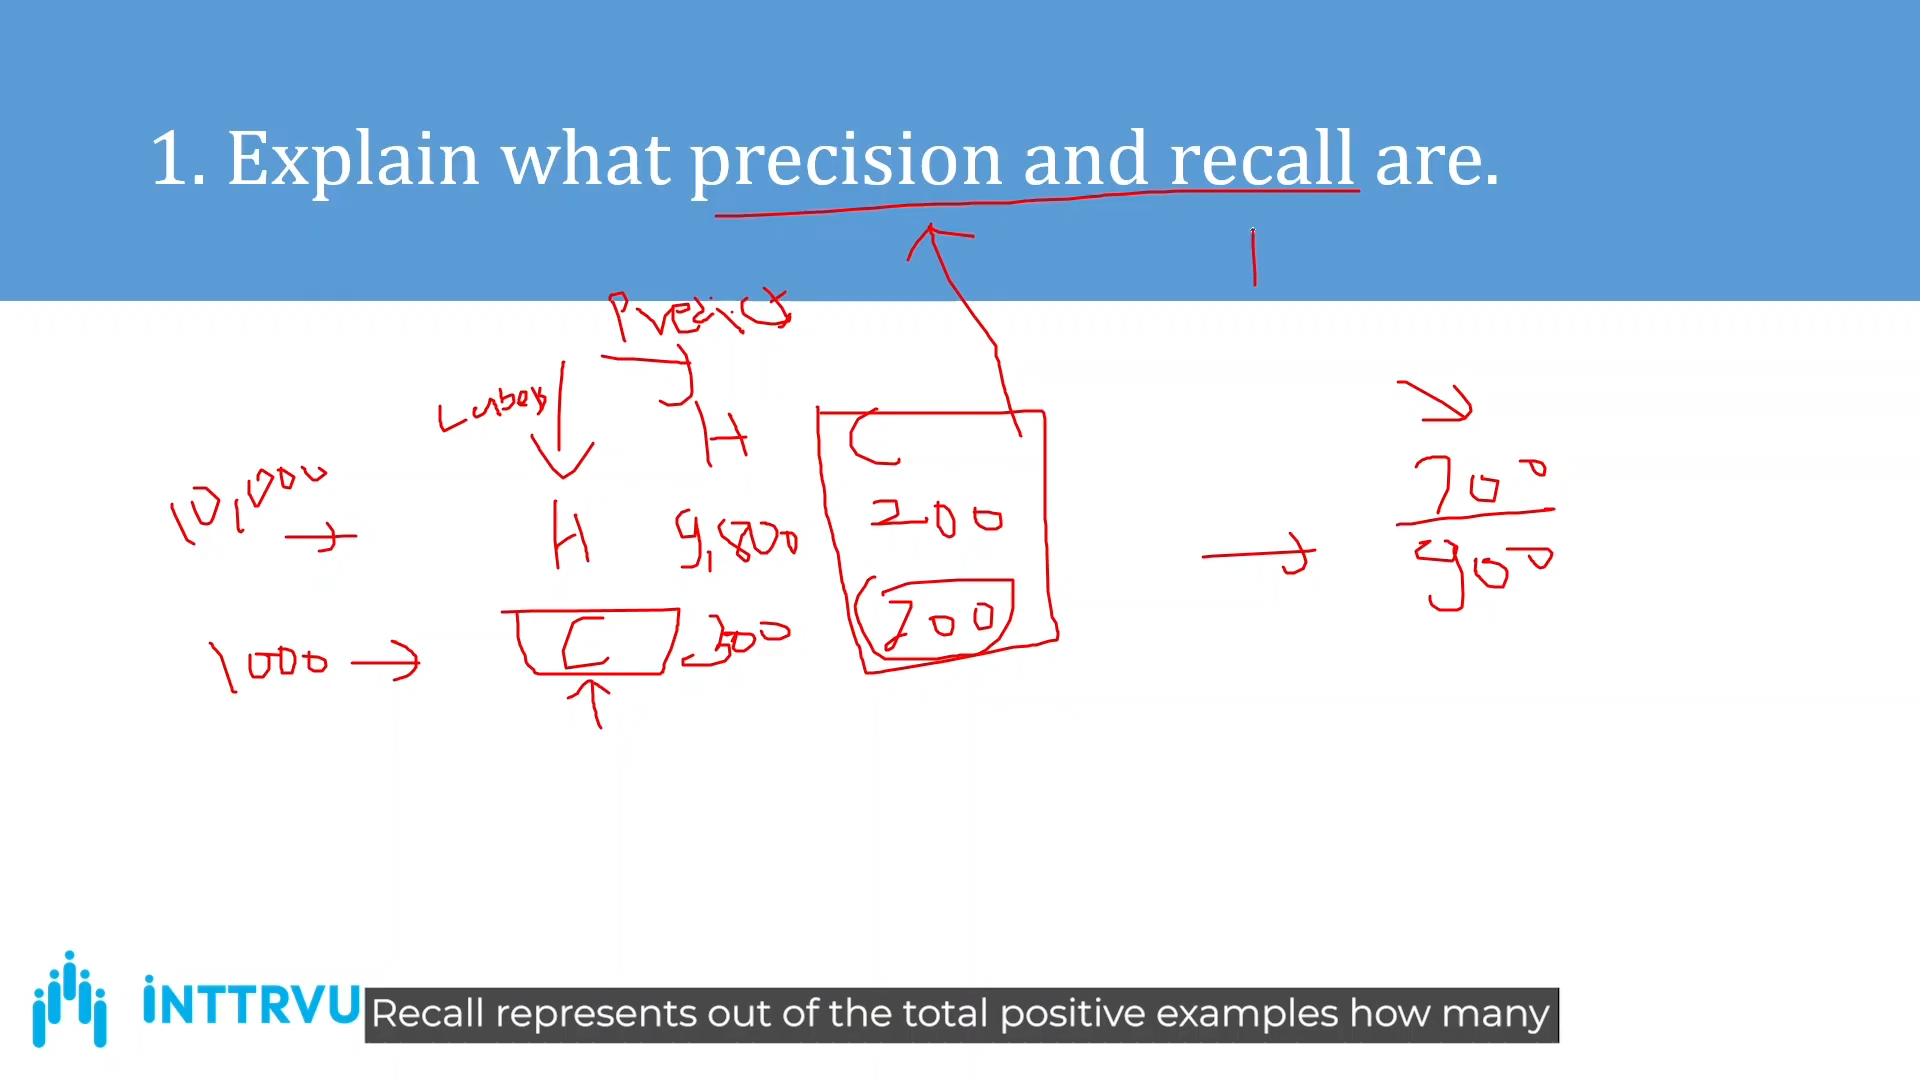 1. Explain what precision and recall are.
Predict
Labels
H C
10,000 H 9,800 200
1000 C 300 700
700
900
INTTRVU
Recall represents out of the total positive examples how many